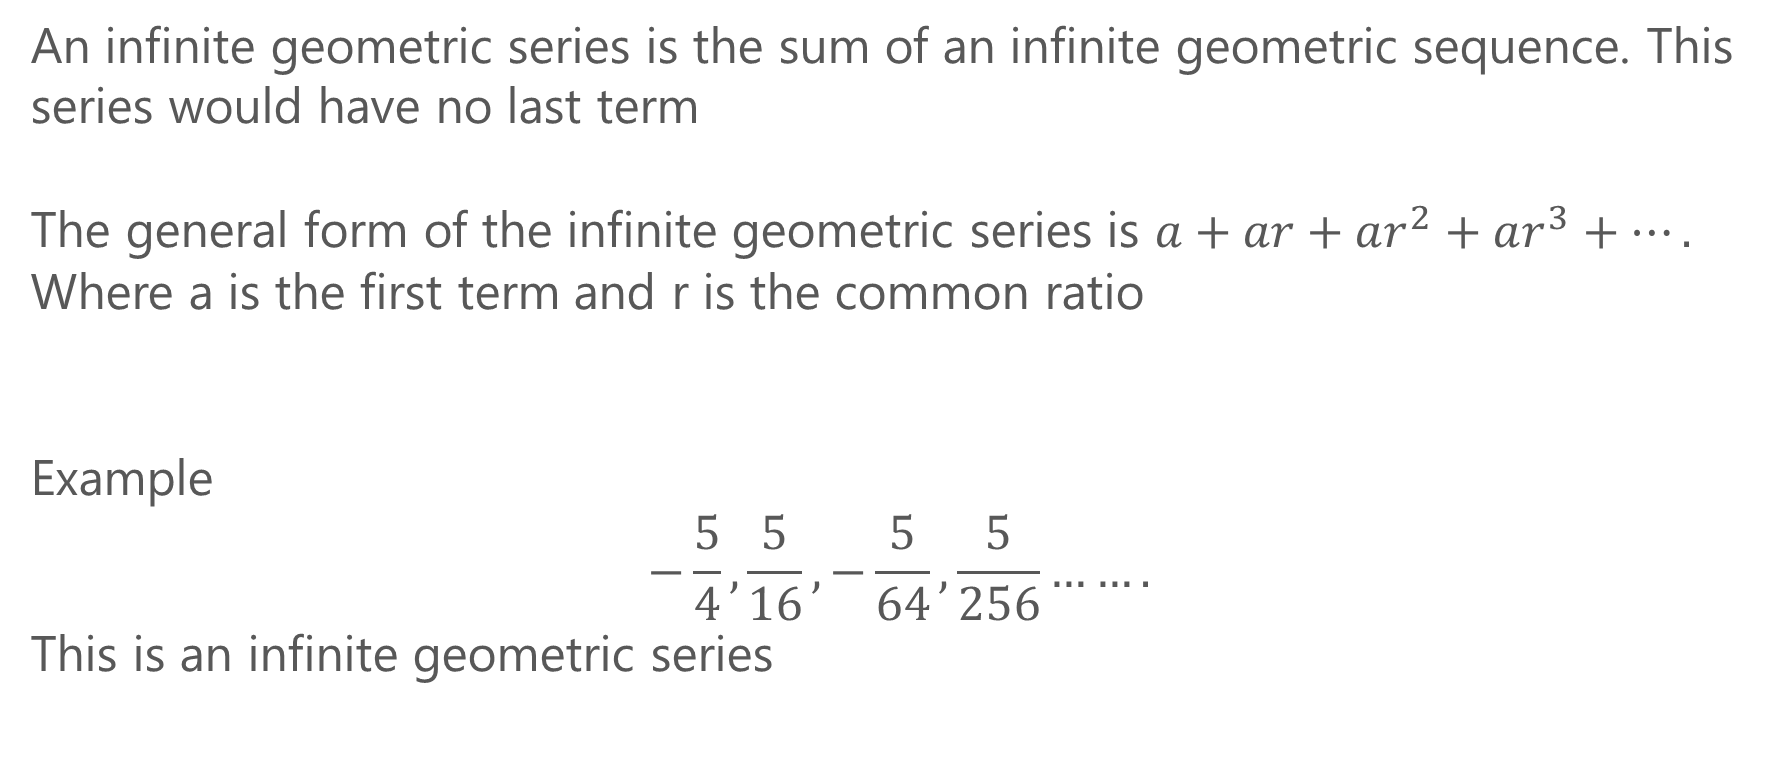 An infinite geometric series is the sum of an infinite geometric sequence. This
series would have no last term
The general form of the infinite geometric series is a + ar + ar² + ar³ + ⋯.
Where a is the first term and r is the common ratio
Example
−5/4, 5/16, −5/64, 5/256 … … .
This is an infinite geometric series